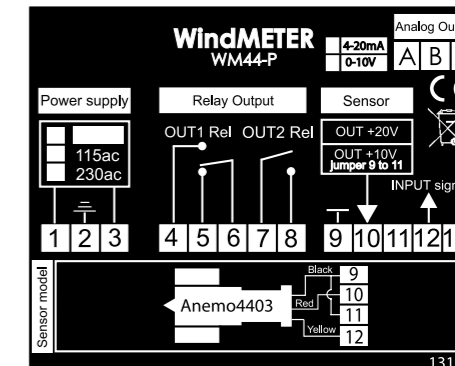 WindMETER
WM44-P
4-20mA
0-10V
Analog Ou
A B
Power supply
Relay Output
Sensor
115ac
230ac
OUT1 Rel OUT2 Rel
OUT +20V
OUT +10V
jumper 9 to 11
INPUT sign
1 2 3 4 5 6 7 8 9 10 11 12 1
Sensor model
Anemo4403
Black
Red
Yellow
9
10
11
12
131